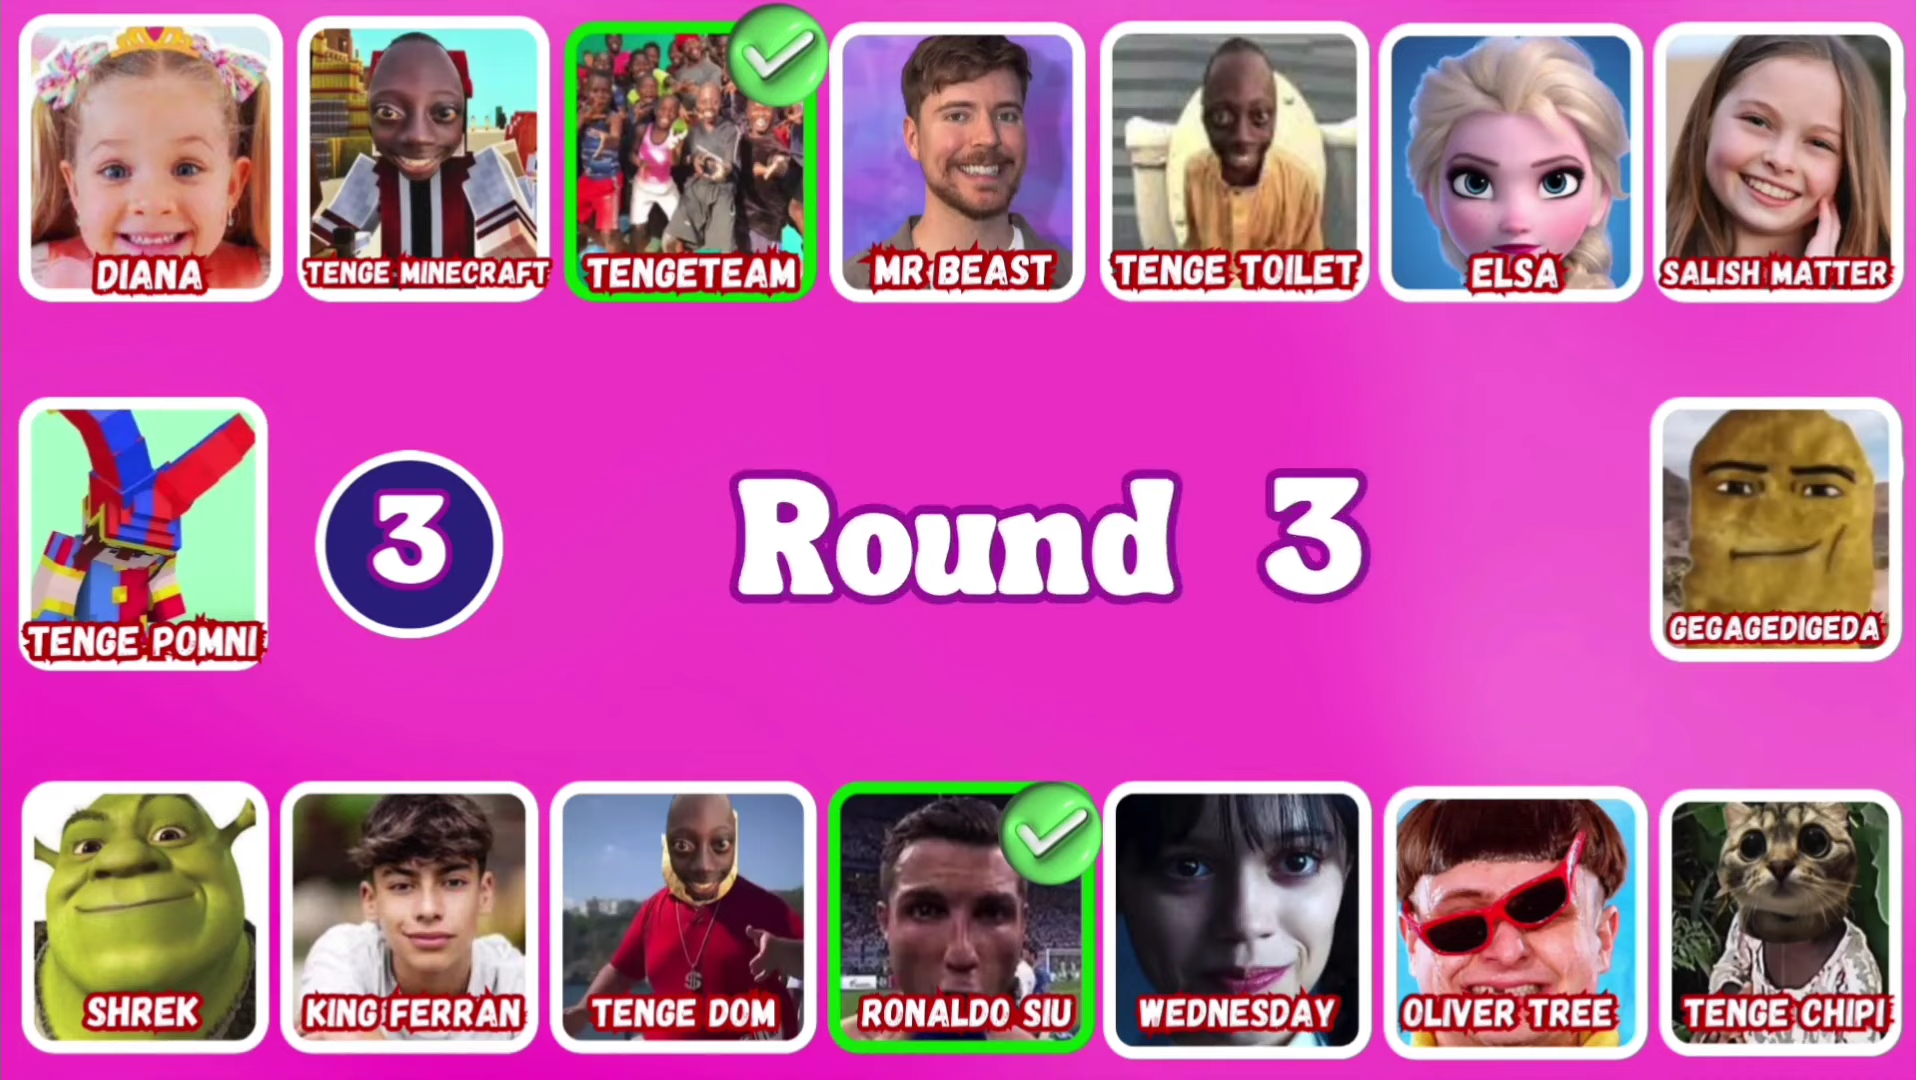 DIANA
TENGE MINECRAFT
TENGETEAM
MR BEAST
TENGE TOILET
ELSA
SALISH MATTER
TENGE POMNI
3
Round 3
GEGAGEDIGEDA
SHREK
KING FERRAN
TENGE DOM
RONALDO SIU
WEDNESDAY
OLIVER TREE
TENGE CHIPI